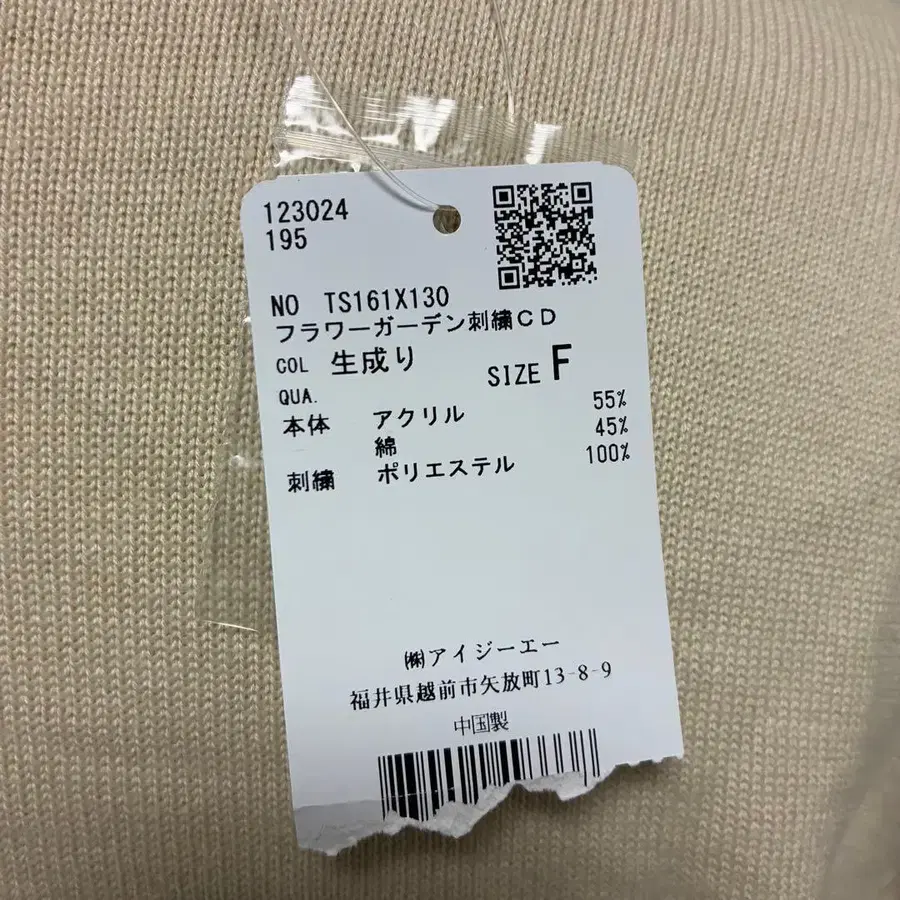 123024
195
NO TS161X130
フラワーガーデン刺繍CD
COL 生成り SIZE F
QUA.
本体 アクリル 55%
綿 45%
刺繍 ポリエステル 100%
㈱アイジーエー
福井県越前市矢放町13-8-9
中国製